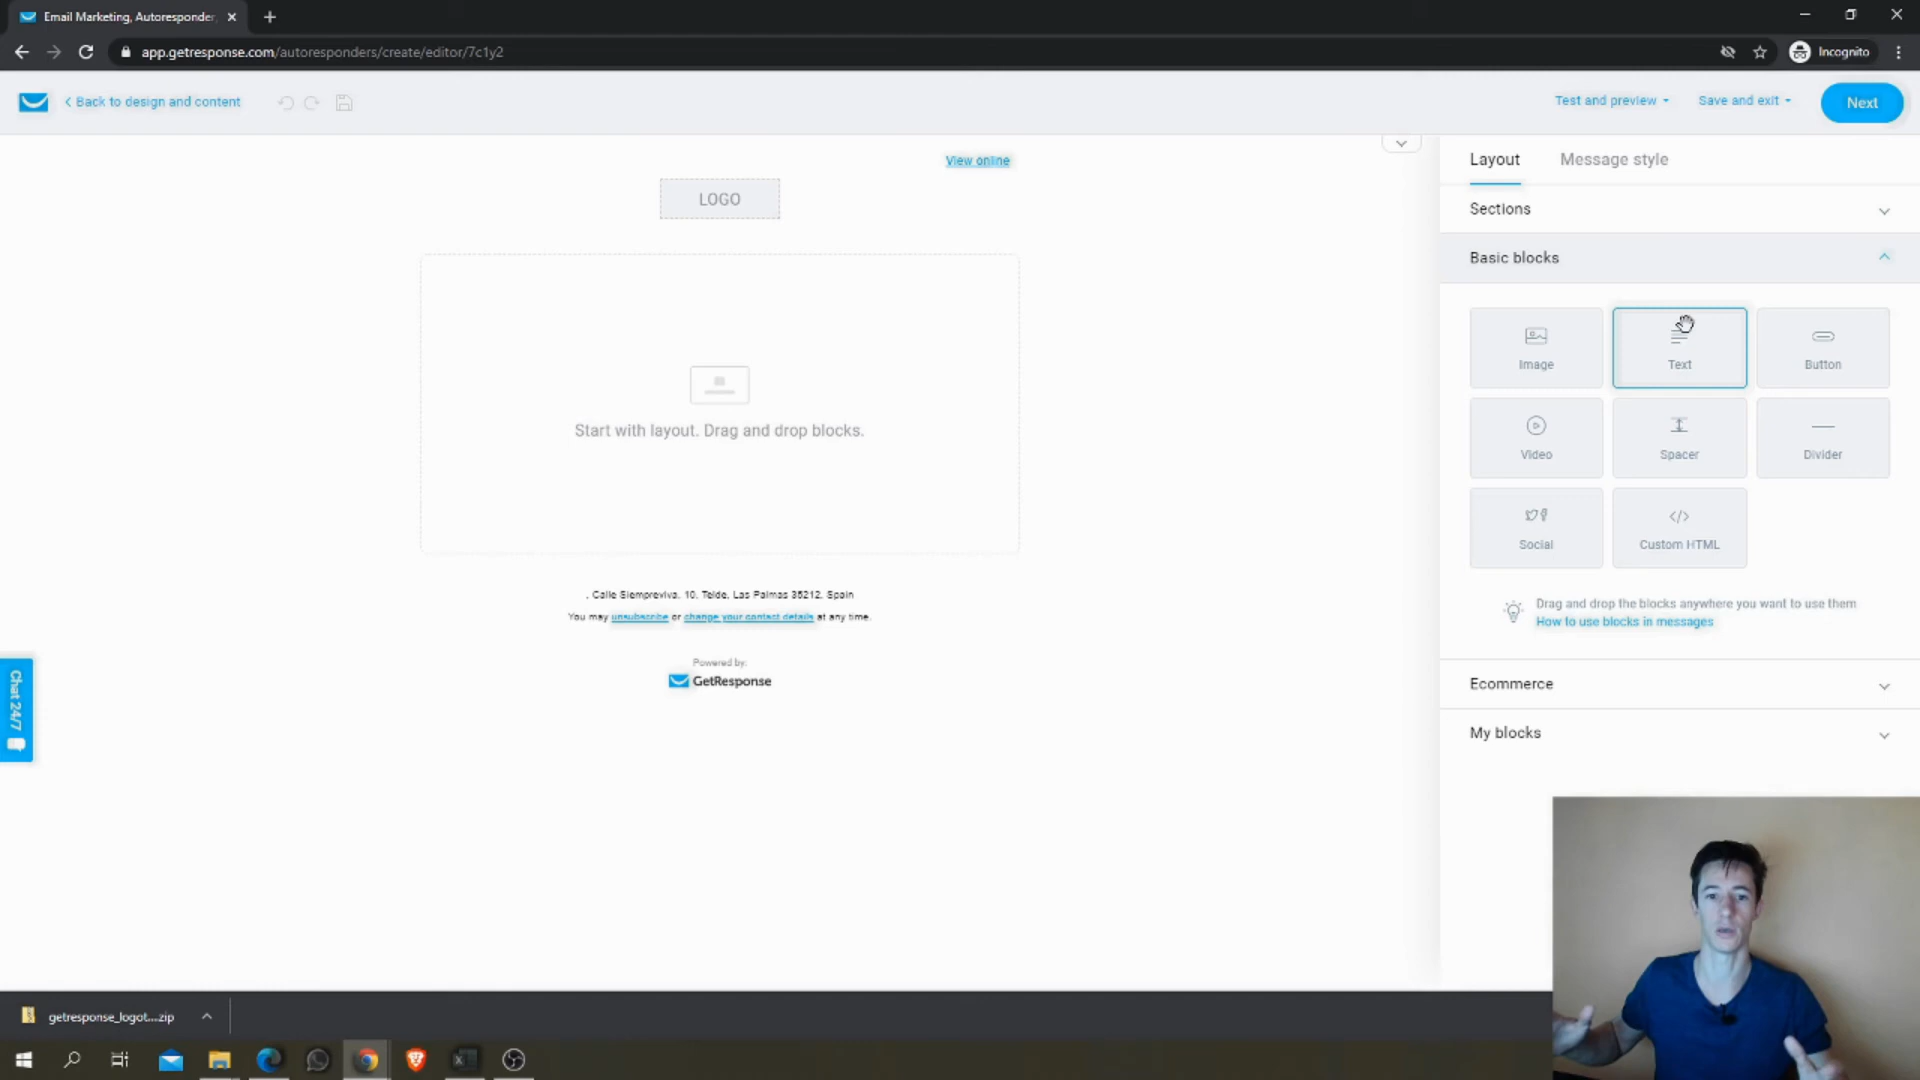 Email Marketing, Autoresponder
app.getresponse.com/autoresponders/create/editor/7c1y2
Incognito
Back to design and content
Test and preview
Save and exit
Next
View online
LOGO
Start with layout. Drag and drop blocks.
, Calle Siempreviva, 10, Telde, Las Palmas 35212, Spain
You may unsubscribe or change your contact details at any time.
Powered by:
GetResponse
Chat 24/7
Layout
Message style
Sections
Basic blocks
Image
Text
Button
Video
Spacer
Divider
Social
Custom HTML
Drag and drop the blocks anywhere you want to use them
How to use blocks in messages
Ecommerce
My blocks
getresponse_logot....zip